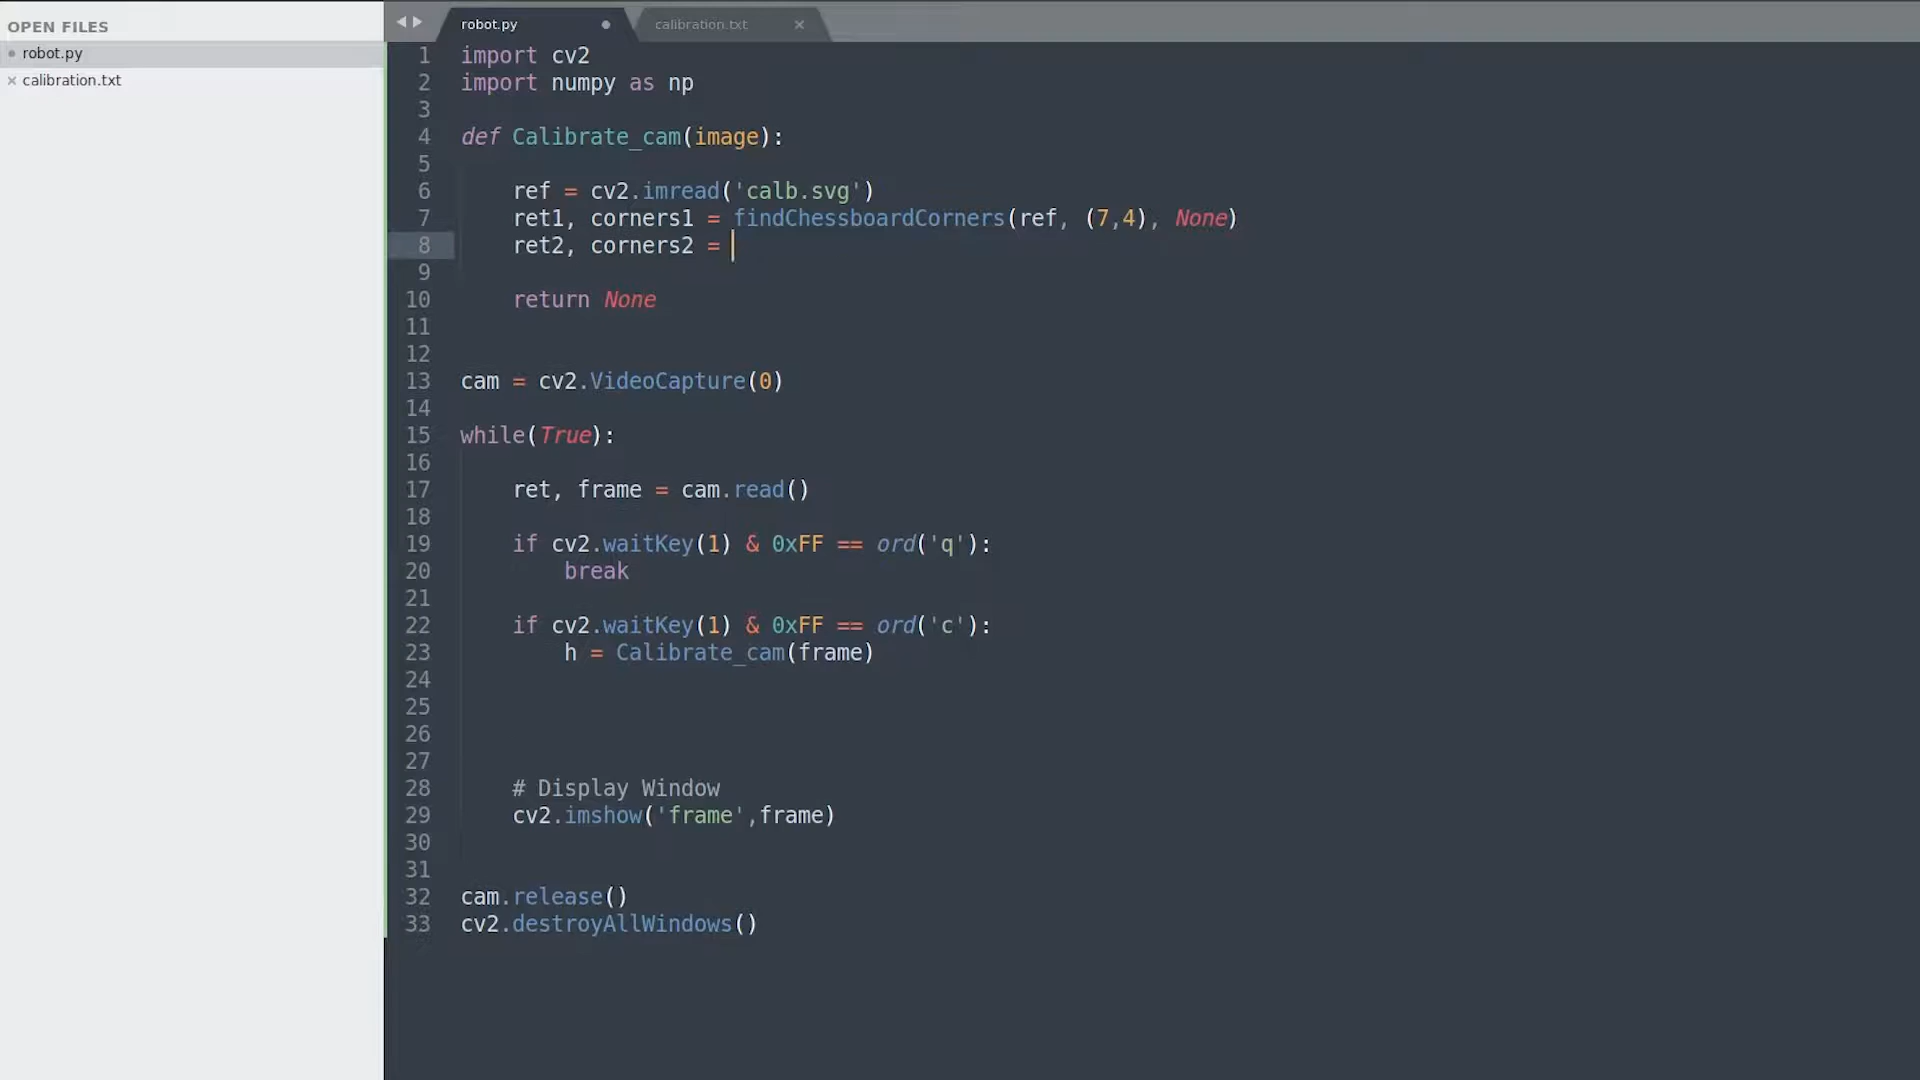 OPEN FILES
robot.py
calibration.txt
robot.py
calibration.txt
1 import cv2
2 import numpy as np
3
4 def Calibrate_cam(image):
5
6     ref = cv2.imread('calb.svg')
7     ret1, corners1 = findChessboardCorners(ref, (7,4), None)
8     ret2, corners2 =
9
10     return None
11
12
13 cam = cv2.VideoCapture(0)
14
15 while(True):
16
17     ret, frame = cam.read()
18
19     if cv2.waitKey(1) & 0xFF == ord('q'):
20         break
21
22     if cv2.waitKey(1) & 0xFF == ord('c'):
23         h = Calibrate_cam(frame)
24
25
26
27
28     # Display Window
29     cv2.imshow('frame',frame)
30
31
32 cam.release()
33 cv2.destroyAllWindows()